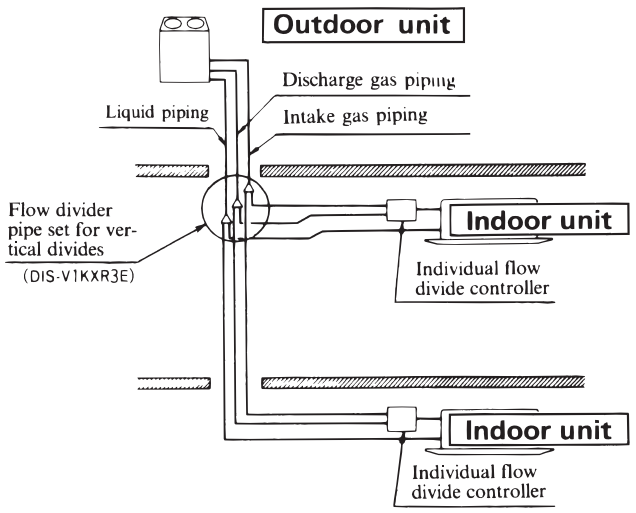 Outdoor unit
Discharge gas piping
Liquid piping
Intake gas piping
Flow divider
pipe set for ver-
tical divides
(DIS-V1KXR3E)
Indoor unit
Individual flow
divide controller
Indoor unit
Individual flow
divide controller